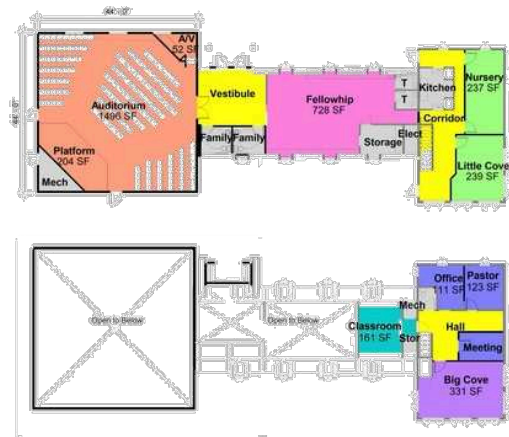 A/V
52 SF
Auditorium
1496 SF
Platform
204 SF
Mech
Vestibule
Family
Family
Fellowhip
728 SF
Storage
T
T
Kitchen
Corridor
Elect
Nursery
237 SF
Little Cove
239 SF
Open to Below
Open to Below
Classroom
161 SF
Mech
Stor
Office
111 SF
Pastor
123 SF
Hall
Meeting
Big Cove
331 SF